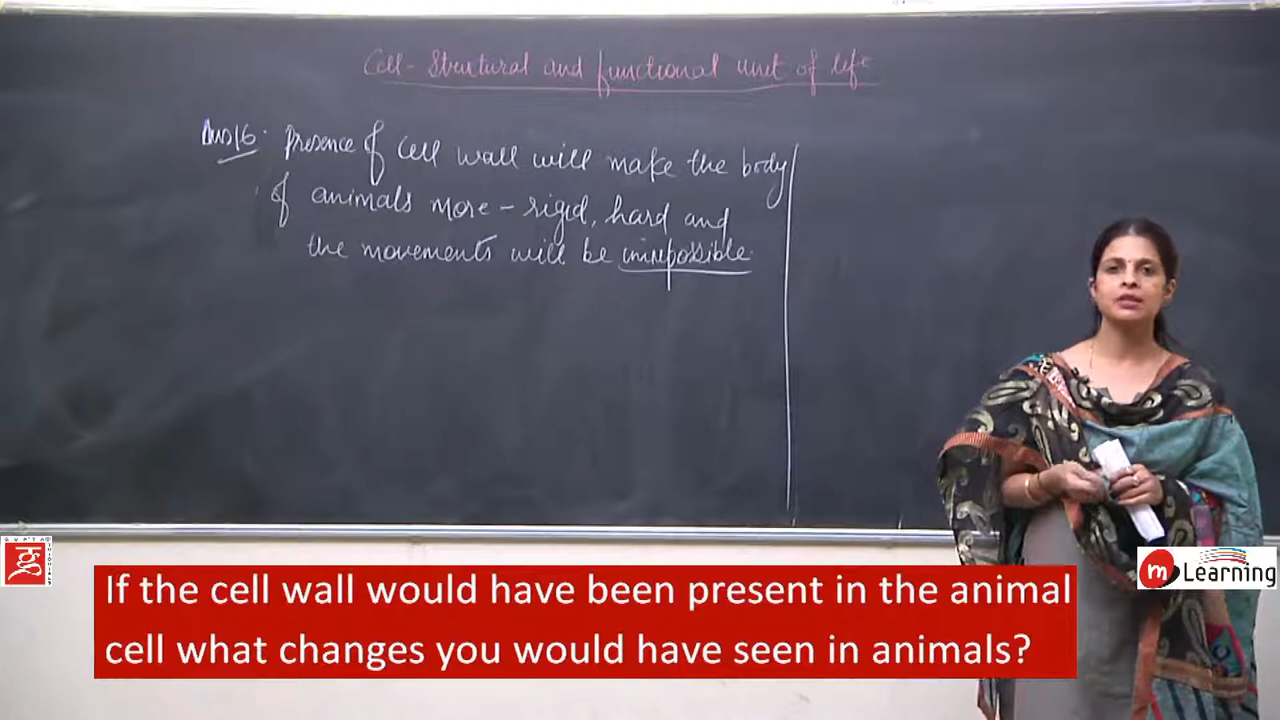 Cell - Structural and functional unit of life
Ans16. Presence of cell wall will make the body
of animals more - rigid, hard and
the movements will be impossible.
If the cell wall would have been present in the animal
cell what changes you would have seen in animals?
m Learning
GUPTA